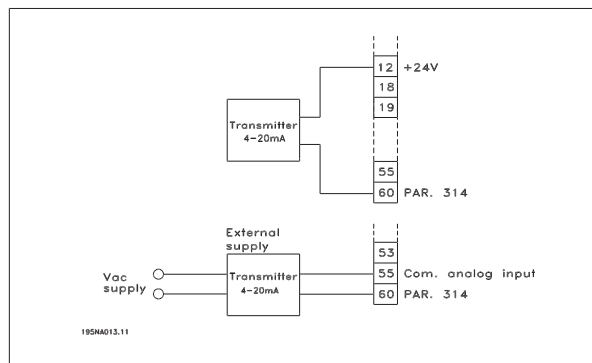 12 +24V
18
19
Transmitter
4-20mA
55
60 PAR. 314
External
supply
53
Vac
supply
Transmitter
4-20mA
55 Com. analog input
60 PAR. 314
195NA013.11